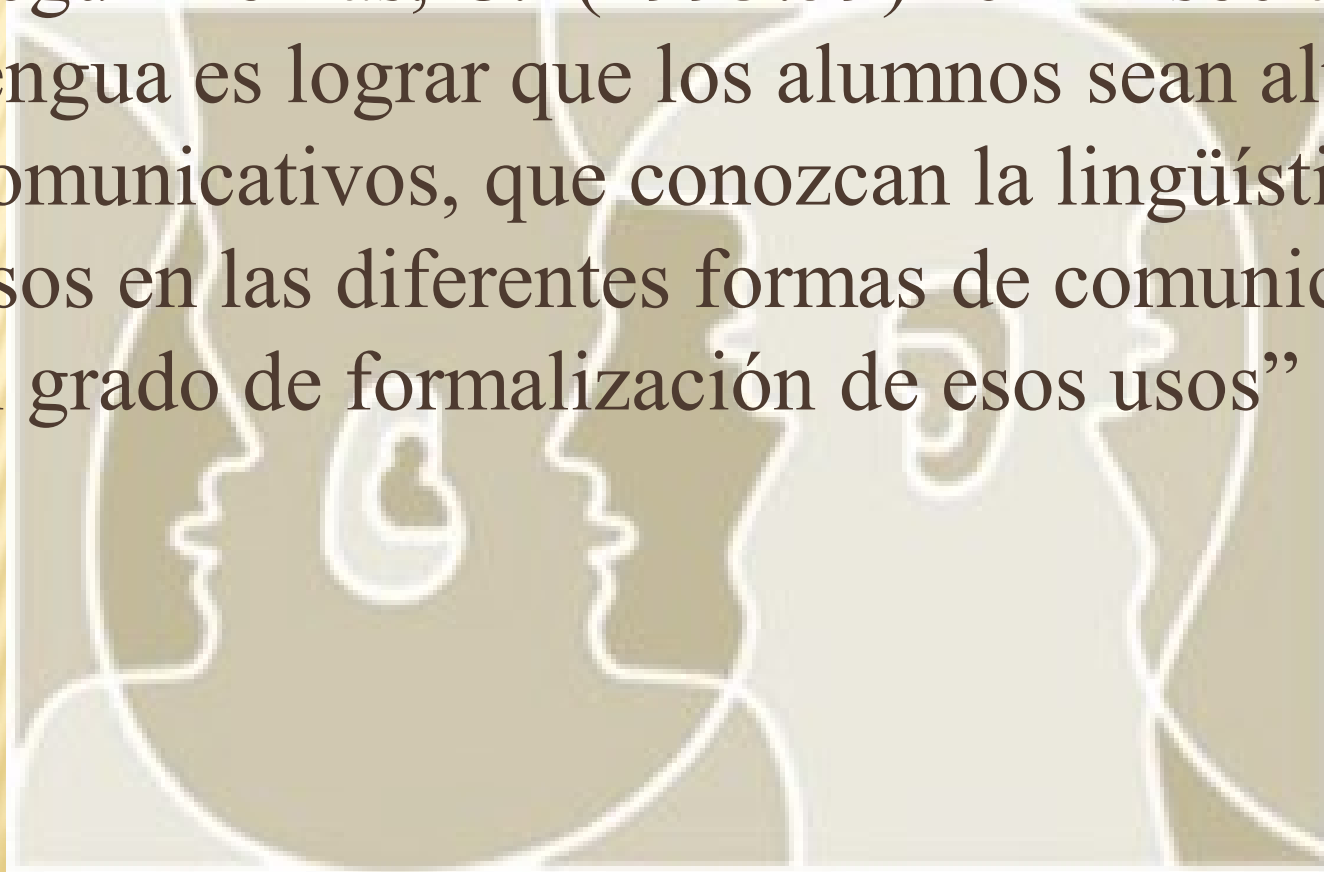 engua es lograr que los alumnos sean al
omunicativos, que conozcan la lingüísti
sos en las diferentes formas de comunic
grado de formalización de esos usos”